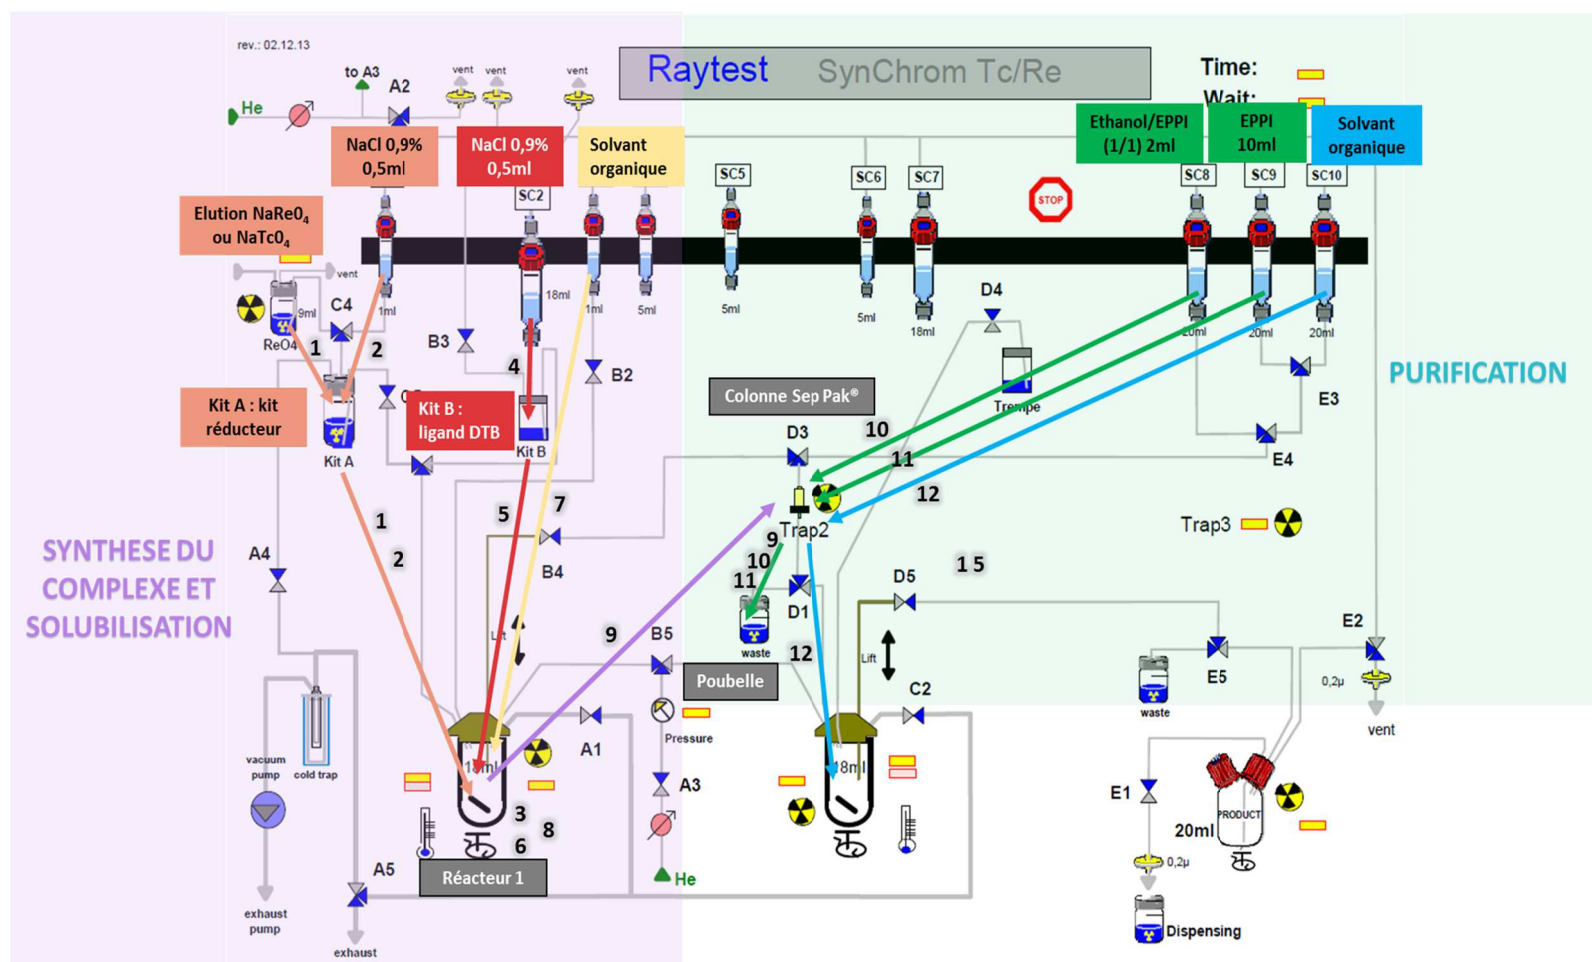 rev.: 02.12.13
to A3
A2
vent
vent
vent
He
Raytest SynChrom Tc/Re
Time:
Wait:
NaCl 0,9%
0,5ml
NaCl 0,9%
0,5ml
Solvant
organique
Ethanol/EPPI
(1/1) 2ml
EPPI
10ml
Solvant
organique
SC2
SC5
SC6
SC7
SC8
SC9
SC10
STOP
Elution NaReO4
ou NaTcO4
vent
C4
9ml
1ml
18ml
1ml
5ml
5ml
5ml
18ml
20ml
20ml
20ml
ReO4
1
2
B3
4
B2
D4
Trempe
E3
E4
PURIFICATION
Kit A : kit
réducteur
Kit A
Kit B :
ligand DTB
Kit B
Colonne Sep Pak®
D3
10
11
12
Trap2
Trap3
1
2
5
7
B4
9
10
11
D1
waste
12
D5
1 5
SYNTHESE DU
COMPLEXE ET
SOLUBILISATION
A4
Lift
9
B5
Poubelle
Lift
C2
E5
waste
E2
0,2µ
vent
vacuum
pump
cold trap
18ml
A1
Pressure
A3
He
18ml
3
8
6
Réacteur 1
A5
exhaust
pump
exhaust
E1
PRODUCT
20ml
0,2µ
Dispensing